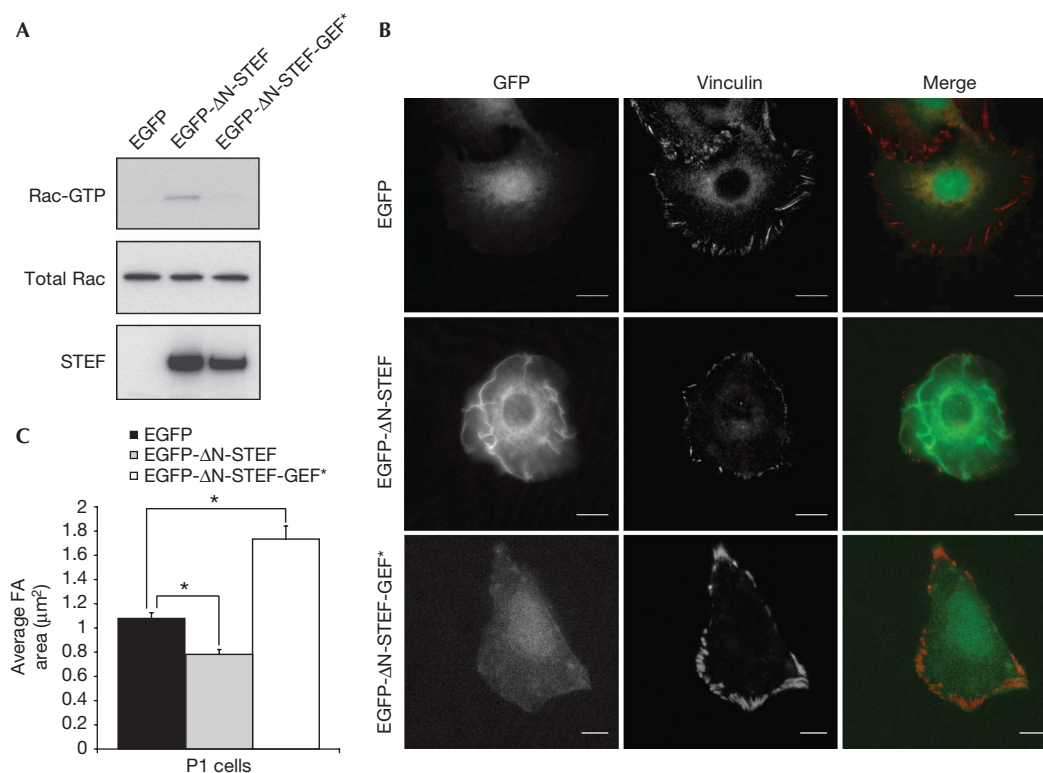 A
EGFP
EGFP-ΔN-STEF
EGFP-ΔN-STEF-GEF*
Rac-GTP
Total Rac
STEF
B
GFP Vinculin Merge
EGFP
EGFP-ΔN-STEF
EGFP-ΔN-STEF-GEF*
C
EGFP
EGFP-ΔN-STEF
EGFP-ΔN-STEF-GEF*
*
*
Average FA
area (μm²)
2
1.8
1.6
1.4
1.2
1
0.8
0.6
0.4
0.2
0
P1 cells